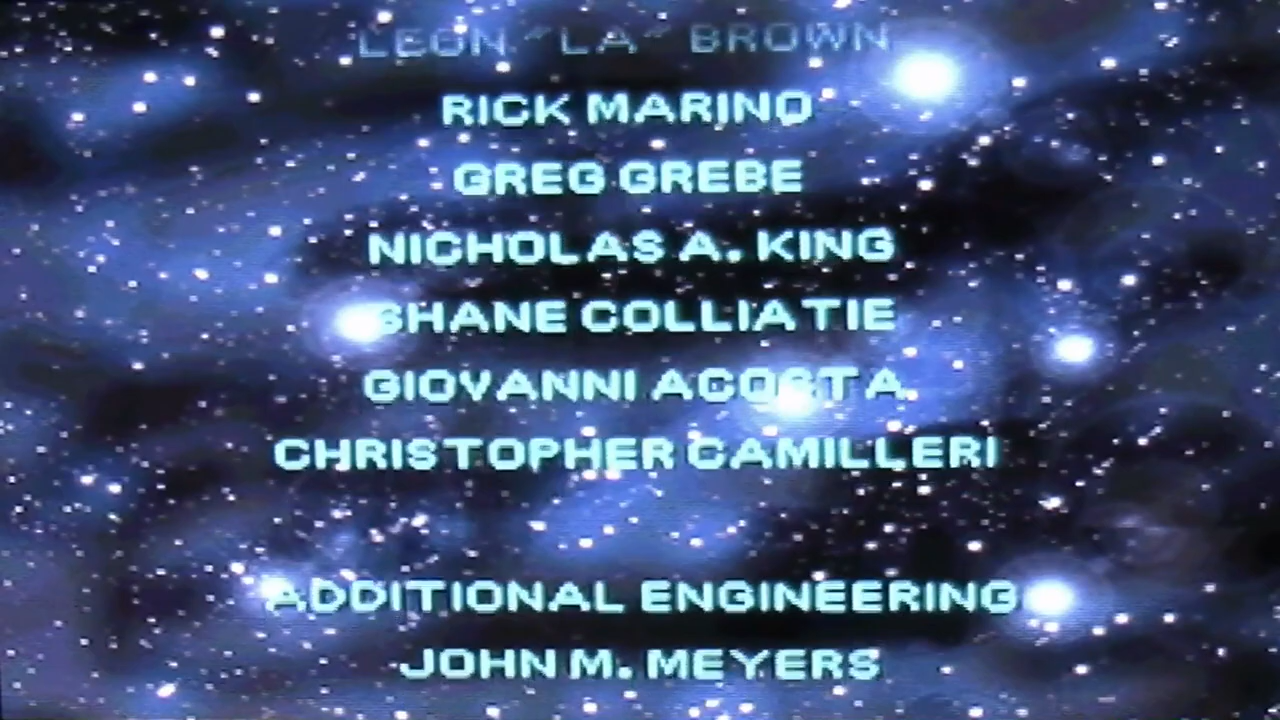 LEON "LA" BROWN
RICK MARINO
GREG GREBE
NICHOLAS A. KING
SHANE COLLIATIE
GIOVANNI ACOSTA
CHRISTOPHER CAMILLERI
ADDITIONAL ENGINEERING
JOHN M. MEYERS